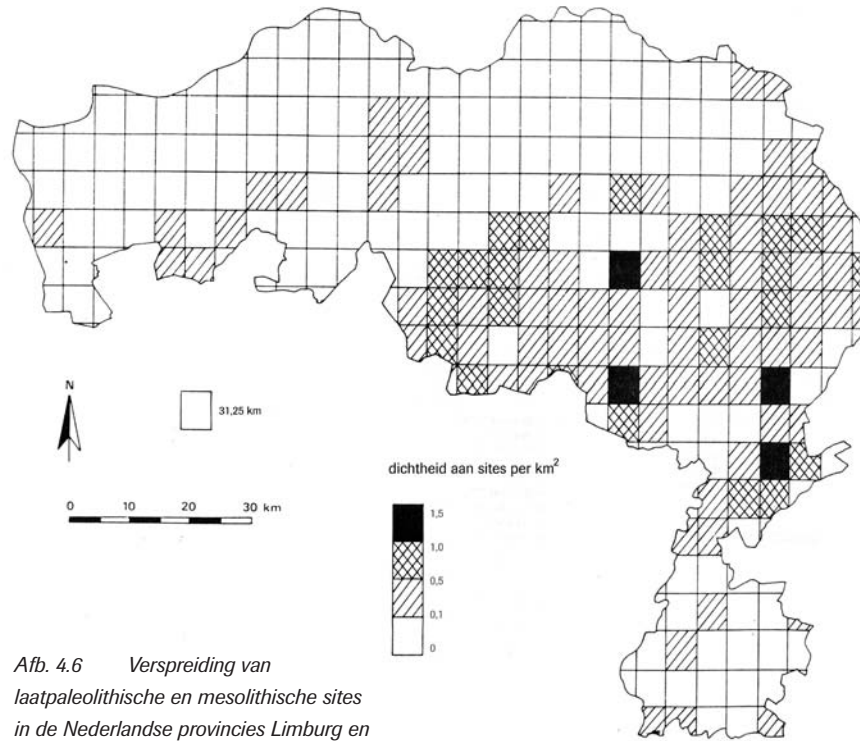 N
31,25 km
0 10 20 30 km
dichtheid aan sites per km²
1,5
1,0
0,5
0,1
0
Afb. 4.6 Verspreiding van
laatpaleolithische en mesolithische sites
in de Nederlandse provincies Limburg en